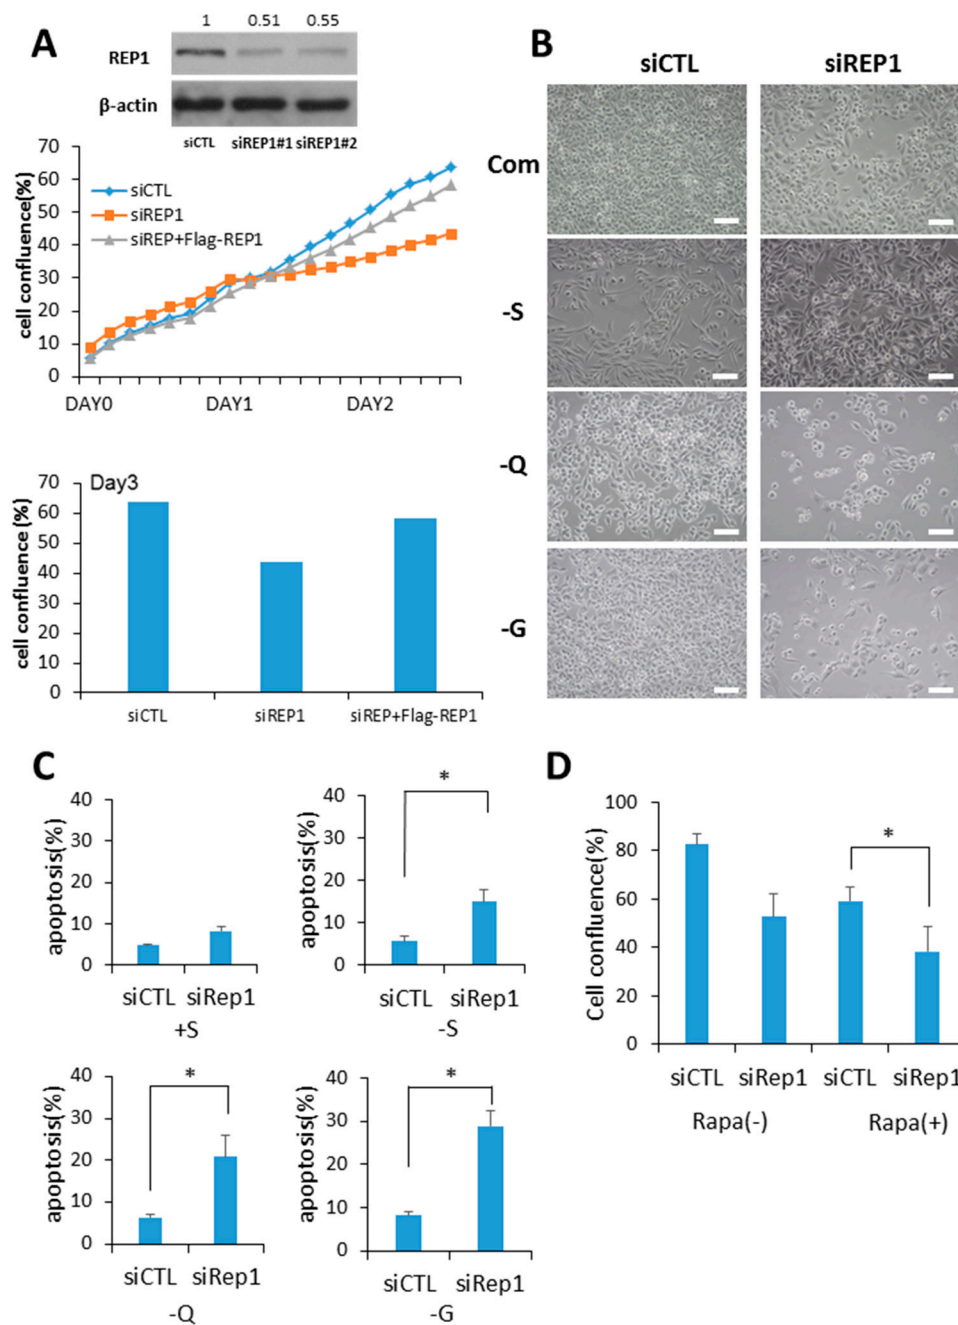 A
1 0.51 0.55
REP1
β-actin
siCTL siREP1#1 siREP1#2
cell confluence(%)
70
60
50
40
30
20
10
0
siCTL
siREP1
siREP+Flag-REP1
DAY0 DAY1 DAY2
cell confluence(%)
Day3
70
60
50
40
30
20
10
0
siCTL siREP1 siREP+Flag-REP1
B
siCTL siREP1
Com
-S
-Q
-G
C
apoptosis(%)
40
30
20
10
0
siCTL siRep1
+S
apoptosis(%)
40
30
20
10
0
*
siCTL siRep1
-S
apoptosis(%)
40
30
20
10
0
*
siCTL siRep1
-Q
apoptosis(%)
40
30
20
10
0
*
siCTL siRep1
-G
D
Cell confluence(%)
100
80
60
40
20
0
*
siCTL siRep1 siCTL siRep1
Rapa(-) Rapa(+)